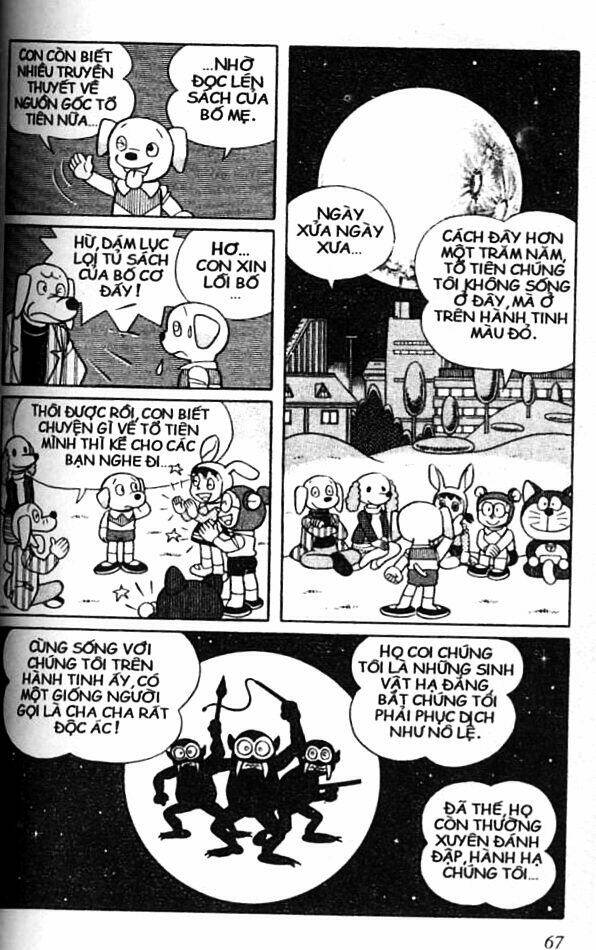 CON CÒN BIẾT
NHIỀU TRUYỀN
THUYẾT VỀ
NGUỒN GỐC TỔ
TIÊN NỮA...
...NHỜ
ĐỌC LÉN
SÁCH CỦA
BỐ MẸ.
HỪ, DÁM LỤC
LỌI TỦ SÁCH
CỦA BỐ CƠ
ĐẤY!
HƠ...
CON XIN
LỖI BỐ
...
THÔI ĐƯỢC RỒI, CON BIẾT
CHUYỆN GÌ VỀ TỔ TIÊN
MÌNH THÌ KỂ CHO CÁC
BẠN NGHE ĐI...
NGÀY
XỬA NGÀY
XƯA...
CÁCH ĐÂY HƠN
MỘT TRĂM NĂM,
TỔ TIÊN CHÚNG
TÔI KHÔNG SỐNG
Ở ĐÂY, MÀ Ở
TRÊN HÀNH TINH
MÀU ĐỎ.
CÙNG SỐNG VỚI
CHÚNG TÔI TRÊN
HÀNH TINH ẤY, CÓ
MỘT GIỐNG NGƯỜI
GỌI LÀ CHA CHA RẤT
ĐỘC ÁC!
HỌ COI CHÚNG
TÔI LÀ NHỮNG SINH
VẬT HẠ ĐẲNG,
BẮT CHÚNG TÔI
PHẢI PHỤC DỊCH
NHƯ NÔ LỆ.
ĐÃ THẾ, HỌ
CÒN THƯỜNG
XUYÊN ĐÁNH
ĐẬP, HÀNH HẠ
CHÚNG TÔI...
67